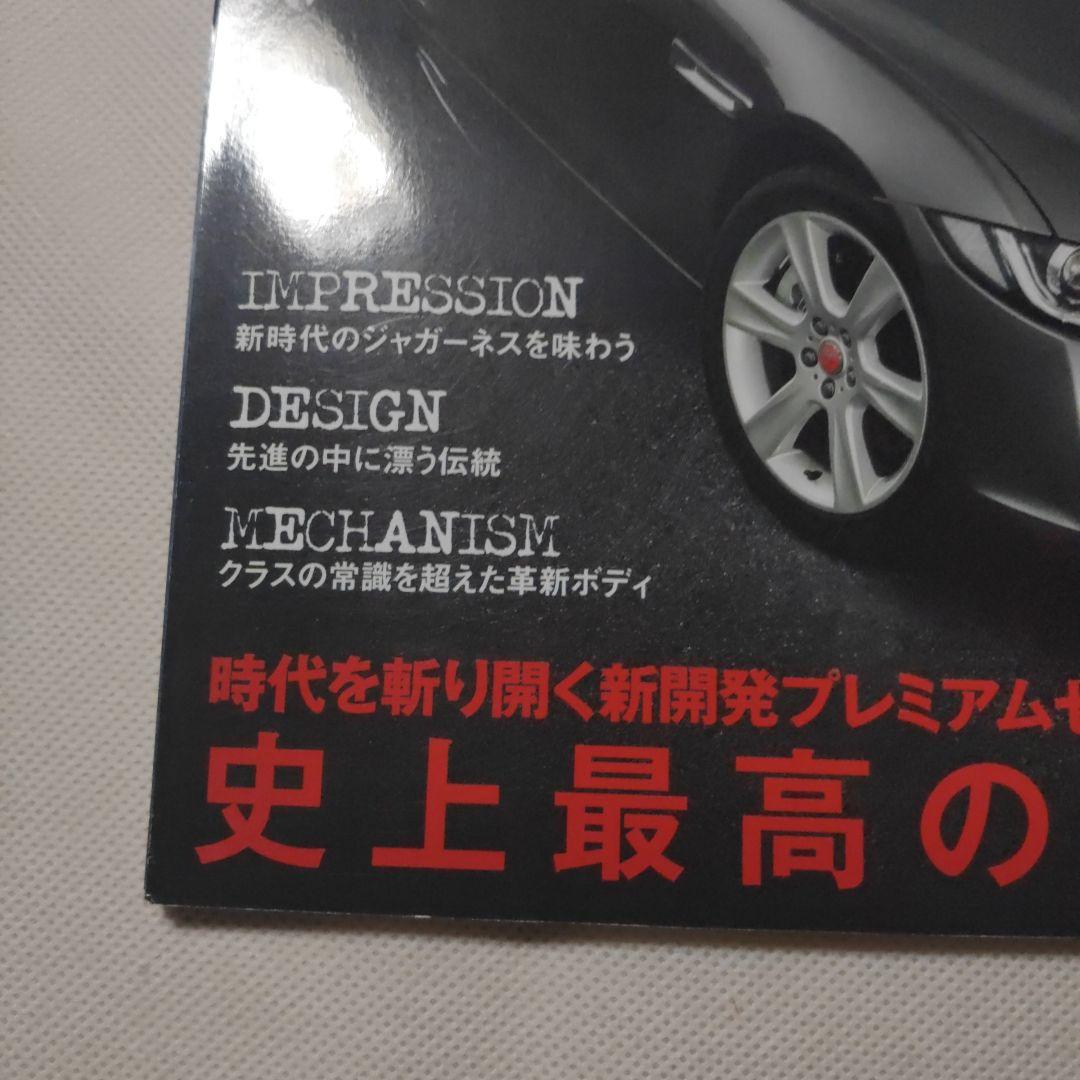 IMPRESSION
新時代のジャガーネスを味わう
DESIGN
先進の中に漂う伝統
MECHANISM
クラスの常識を超えた革新ボディ
時代を斬り開く新開発プレミアムセ
史上最高の